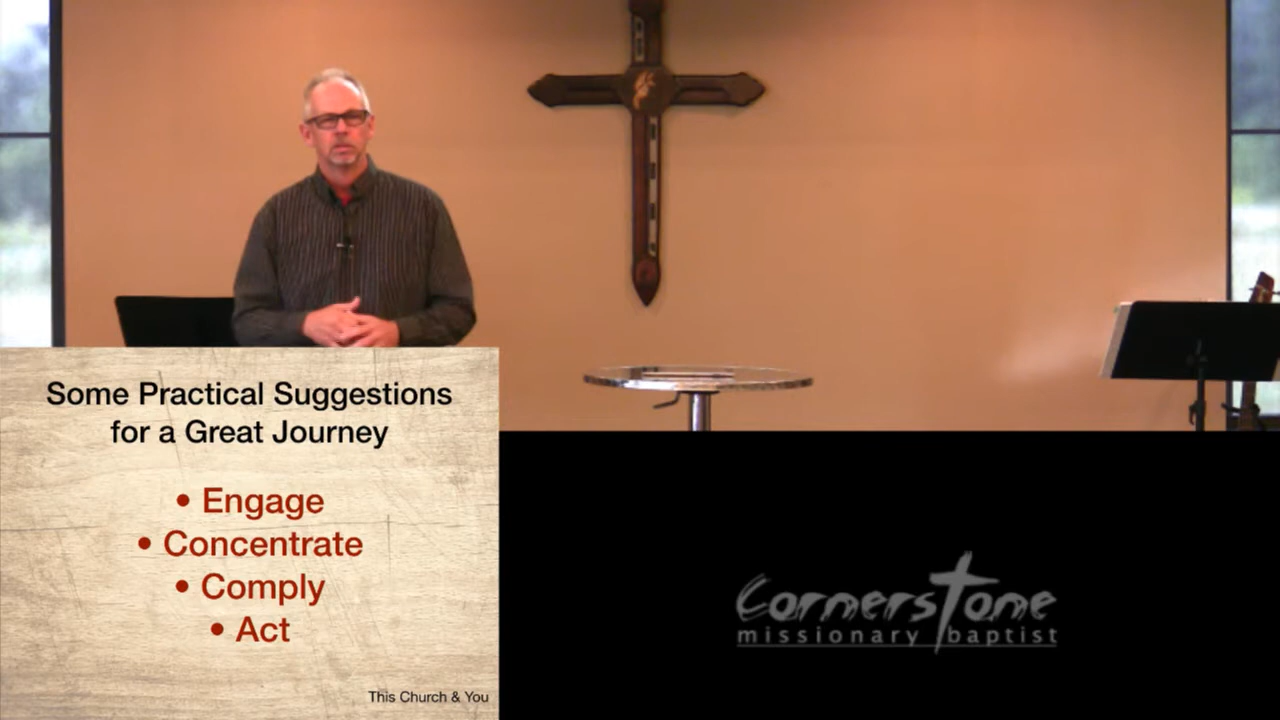 Some Practical Suggestions
for a Great Journey
• Engage
• Concentrate
• Comply
• Act
This Church & You
Cornerstone
missionary baptist